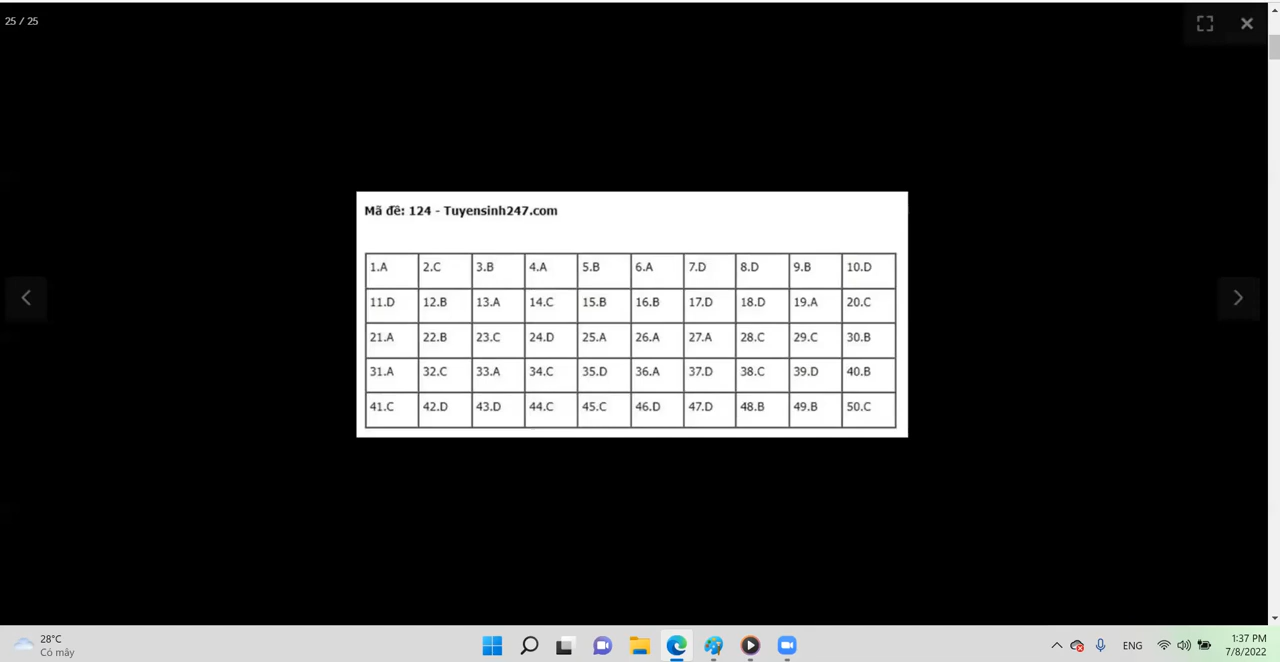 25 / 25
Mã đề: 124 - Tuyensinh247.com
1.A 2.C 3.B 4.A 5.B 6.A 7.D 8.D 9.B 10.D
11.D 12.B 13.A 14.C 15.B 16.B 17.D 18.D 19.A 20.C
21.A 22.B 23.C 24.D 25.A 26.A 27.A 28.C 29.C 30.B
31.A 32.C 33.A 34.C 35.D 36.A 37.D 38.C 39.D 40.B
41.C 42.D 43.D 44.C 45.C 46.D 47.D 48.B 49.B 50.C
28°C
Có mây
ENG
1:37 PM
7/8/2022